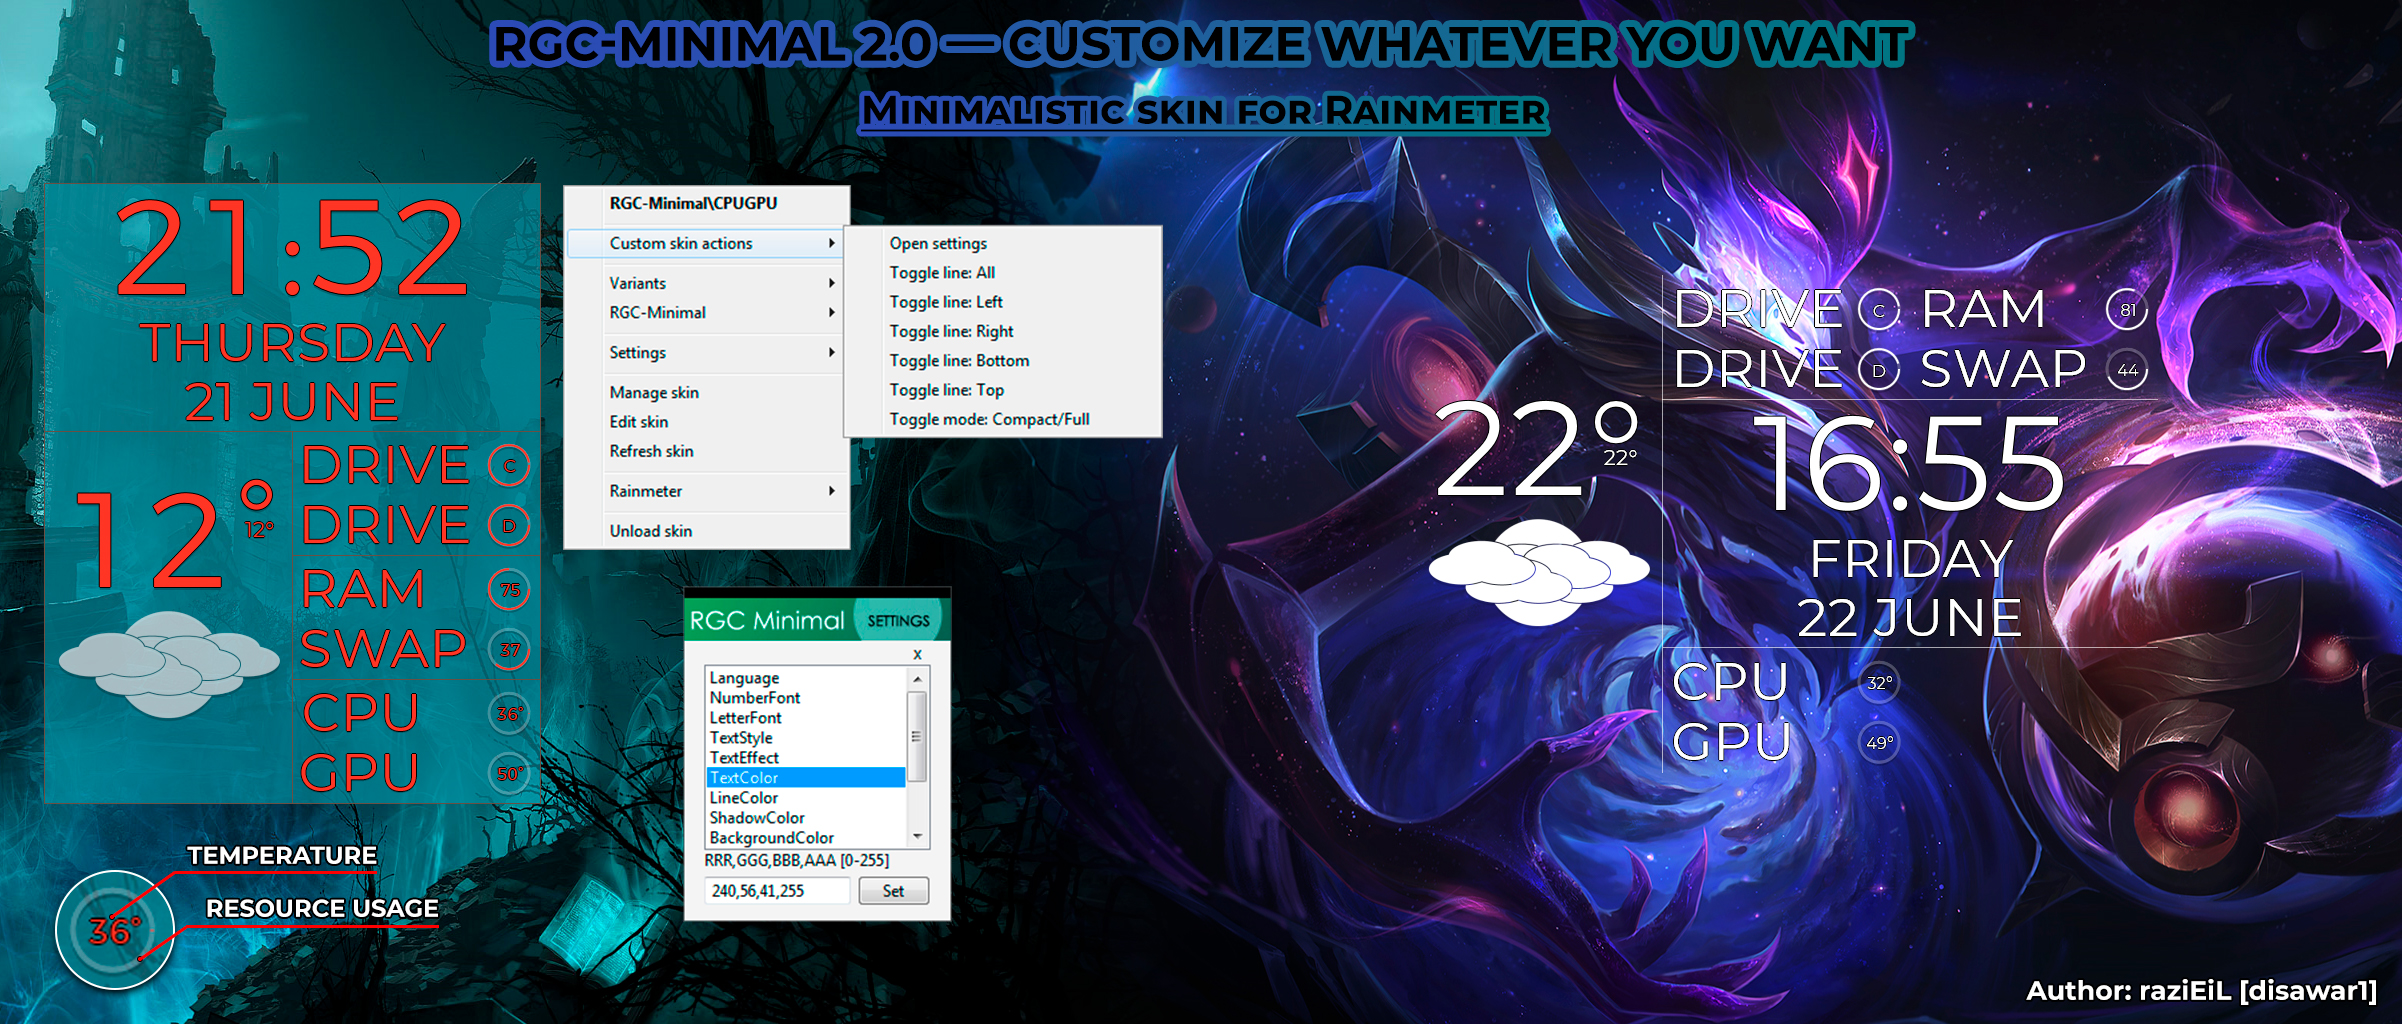 RGC-MINIMAL 2.0 — CUSTOMIZE WHATEVER YOU WANT
MINIMALISTIC SKIN FOR RAINMETER
21:52
THURSDAY
21 JUNE
12°
12°
DRIVE C
DRIVE D
RAM 75
SWAP 37
CPU 36°
GPU 50°
TEMPERATURE
RESOURCE USAGE
36°
RGC-Minimal\CPUGPU
Custom skin actions
Variants
RGC-Minimal
Settings
Manage skin
Edit skin
Refresh skin
Rainmeter
Unload skin
Open settings
Toggle line: All
Toggle line: Left
Toggle line: Right
Toggle line: Bottom
Toggle line: Top
Toggle mode: Compact/Full
RGC Minimal SETTINGS
x
Language
NumberFont
LetterFont
TextStyle
TextEffect
TextColor
LineColor
ShadowColor
BackgroundColor
RRR,GGG,BBB,AAA [0-255]
240,56,41,255 Set
22°
22°
DRIVE C RAM 81
DRIVE D SWAP 44
16:55
FRIDAY
22 JUNE
CPU 32°
GPU 49°
Author: raziEiL [disawar1]